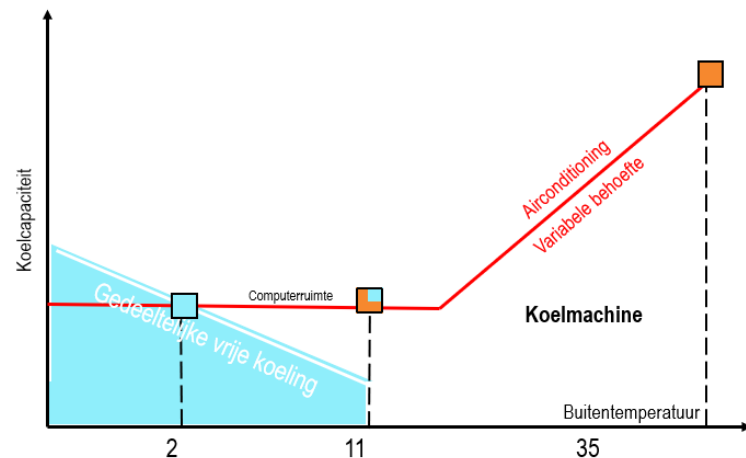 Koelcapaciteit
Airconditioning
Variabele behoefte
Computerruimte
Gedeeltelijke vrije koeling
Koelmachine
Buitentemperatuur
2
11
35